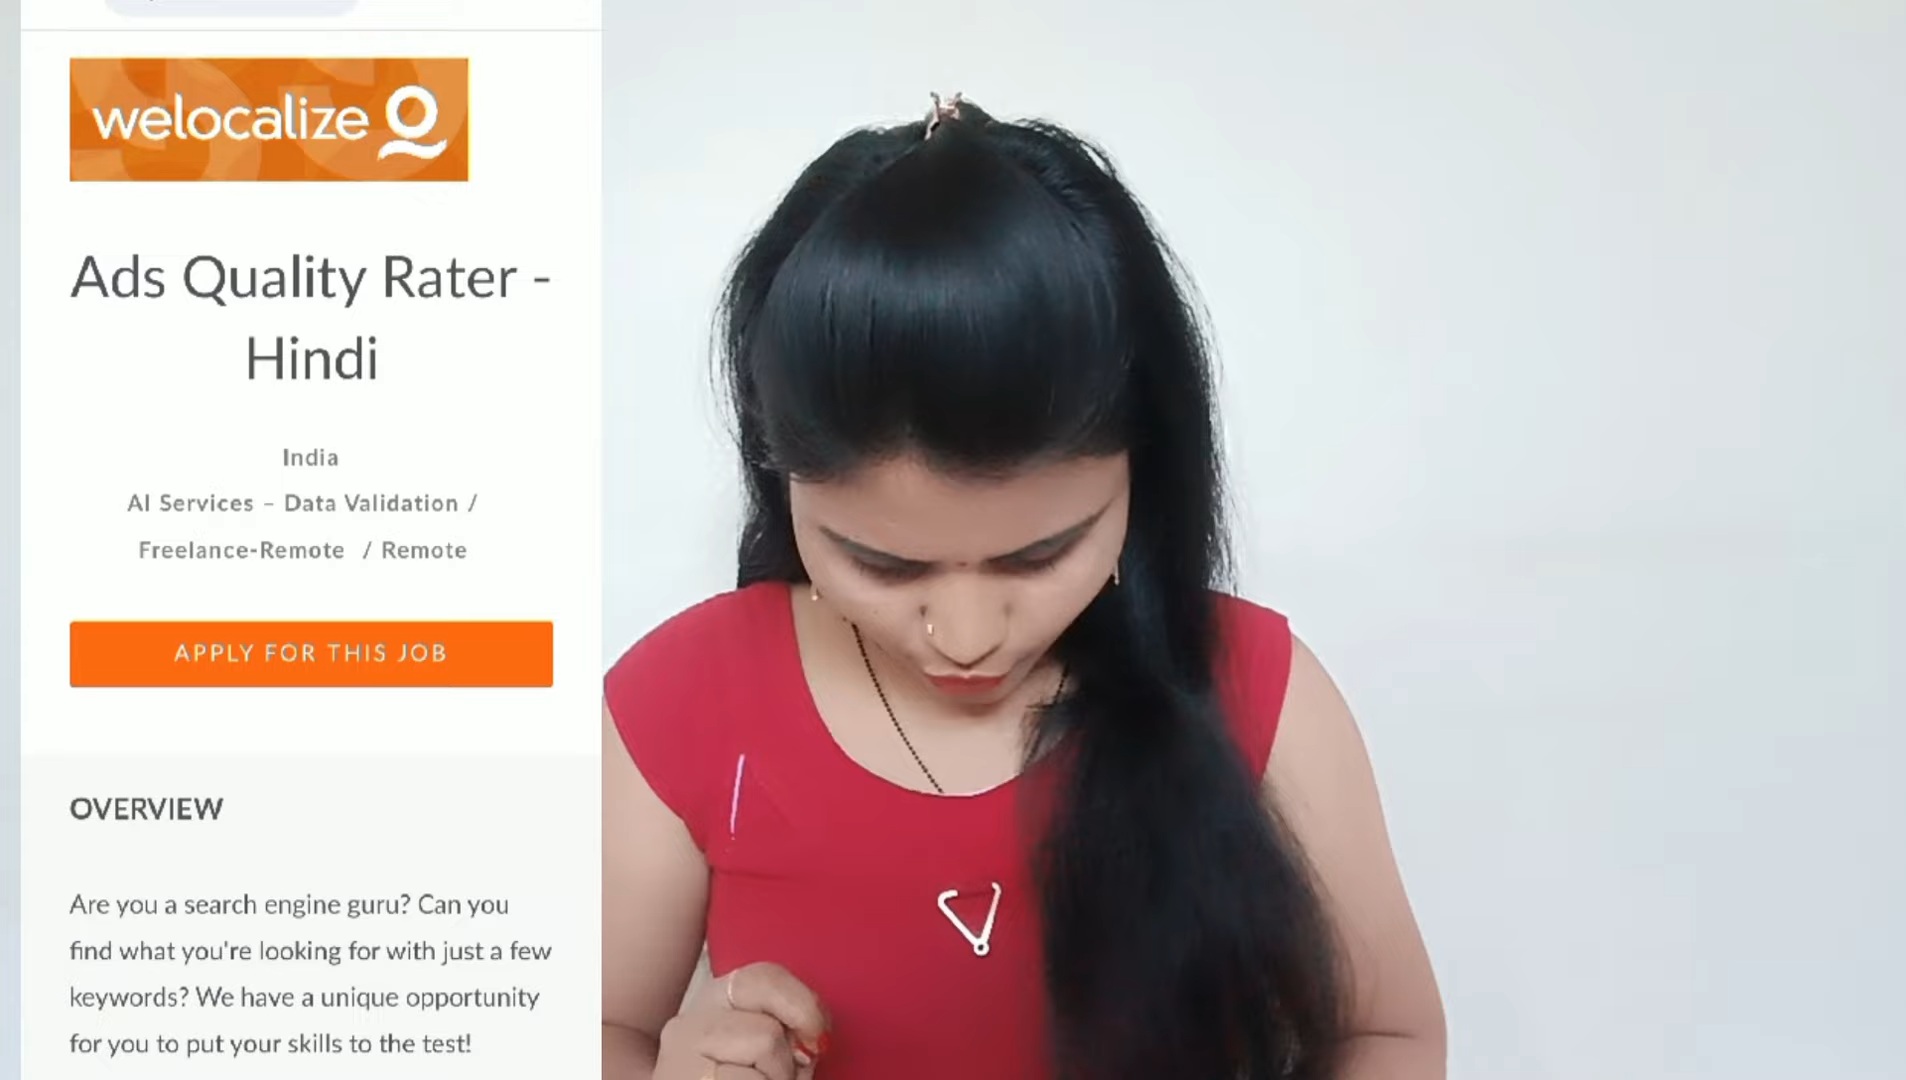 welocalize
Ads Quality Rater -
Hindi
India
AI Services – Data Validation /
Freelance-Remote / Remote
APPLY FOR THIS JOB
OVERVIEW
Are you a search engine guru? Can you
find what you're looking for with just a few
keywords? We have a unique opportunity
for you to put your skills to the test!